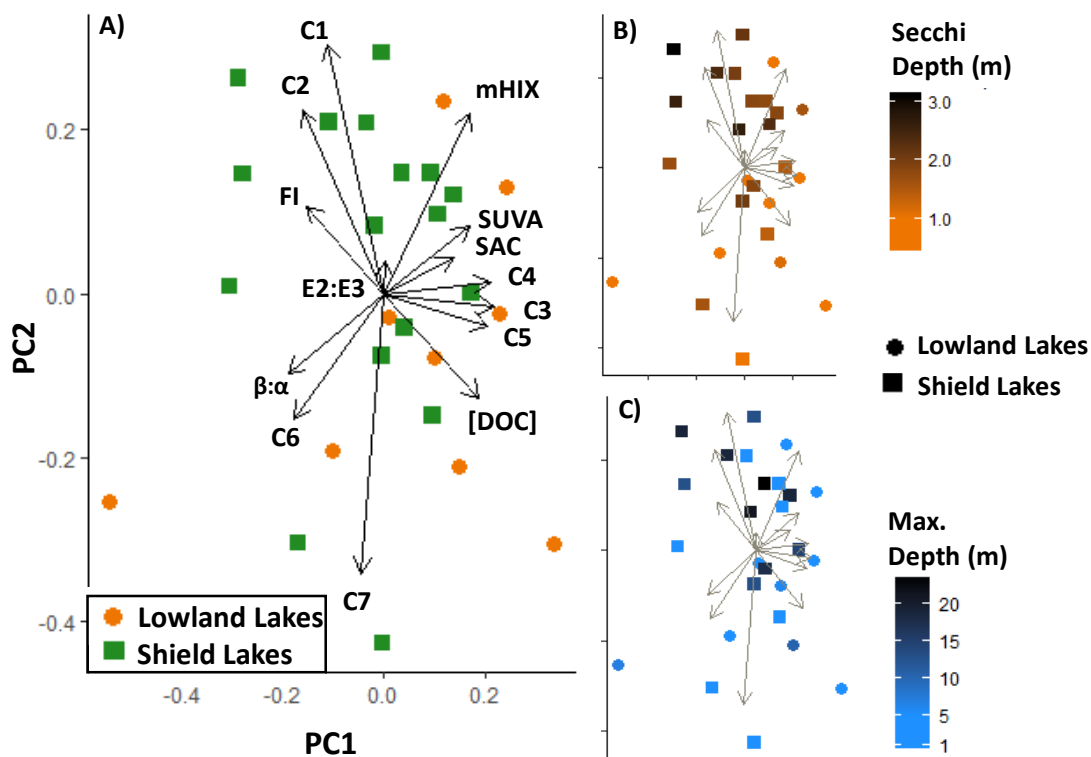 A)
C1
C2
mHIX
FI
SUVA
SAC
E2:E3
C4
C3
C5
β:α
C6
[DOC]
C7
PC2
0.2
0.0
-0.2
-0.4
-0.4
-0.2
0.0
0.2
PC1
Lowland Lakes
Shield Lakes
B)
Secchi
Depth (m)
3.0
2.0
1.0
Lowland Lakes
Shield Lakes
C)
Max.
Depth (m)
20
15
10
5
1